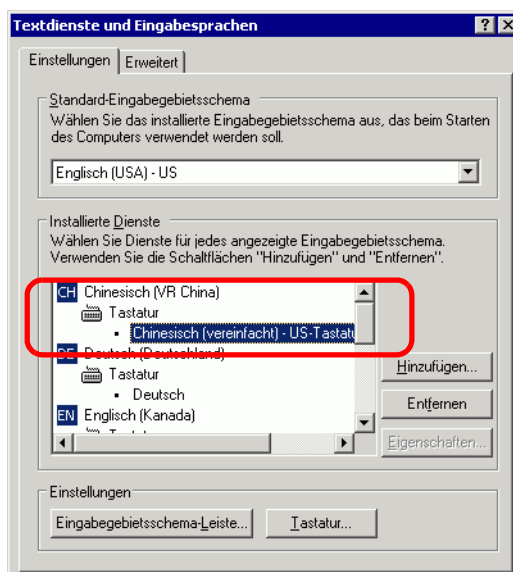 Textdienste und Eingabesprachen
Einstellungen
Erweitert
Standard-Eingabegebietsschema
Wählen Sie das installierte Eingabegebietsschema aus, das beim Starten
des Computers verwendet werden soll.
Englisch (USA) - US
Installierte Dienste
Wählen Sie Dienste für jedes angezeigte Eingabegebietsschema.
Verwenden Sie die Schaltflächen "Hinzufügen" und "Entfernen".
CH Chinesisch (VR China)
Tastatur
• Chinesisch (vereinfacht) - US-Tastatu
DE Deutsch (Deutschland)
Tastatur
• Deutsch
EN Englisch (Kanada)
Hinzufügen...
Entfernen
Eigenschaften...
Einstellungen
Eingabegebietsschema-Leiste...
Tastatur...